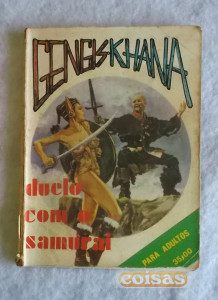 GENGISKHANA
duelo
com o
samurai
PARA ADULTOS
35$00
coisas